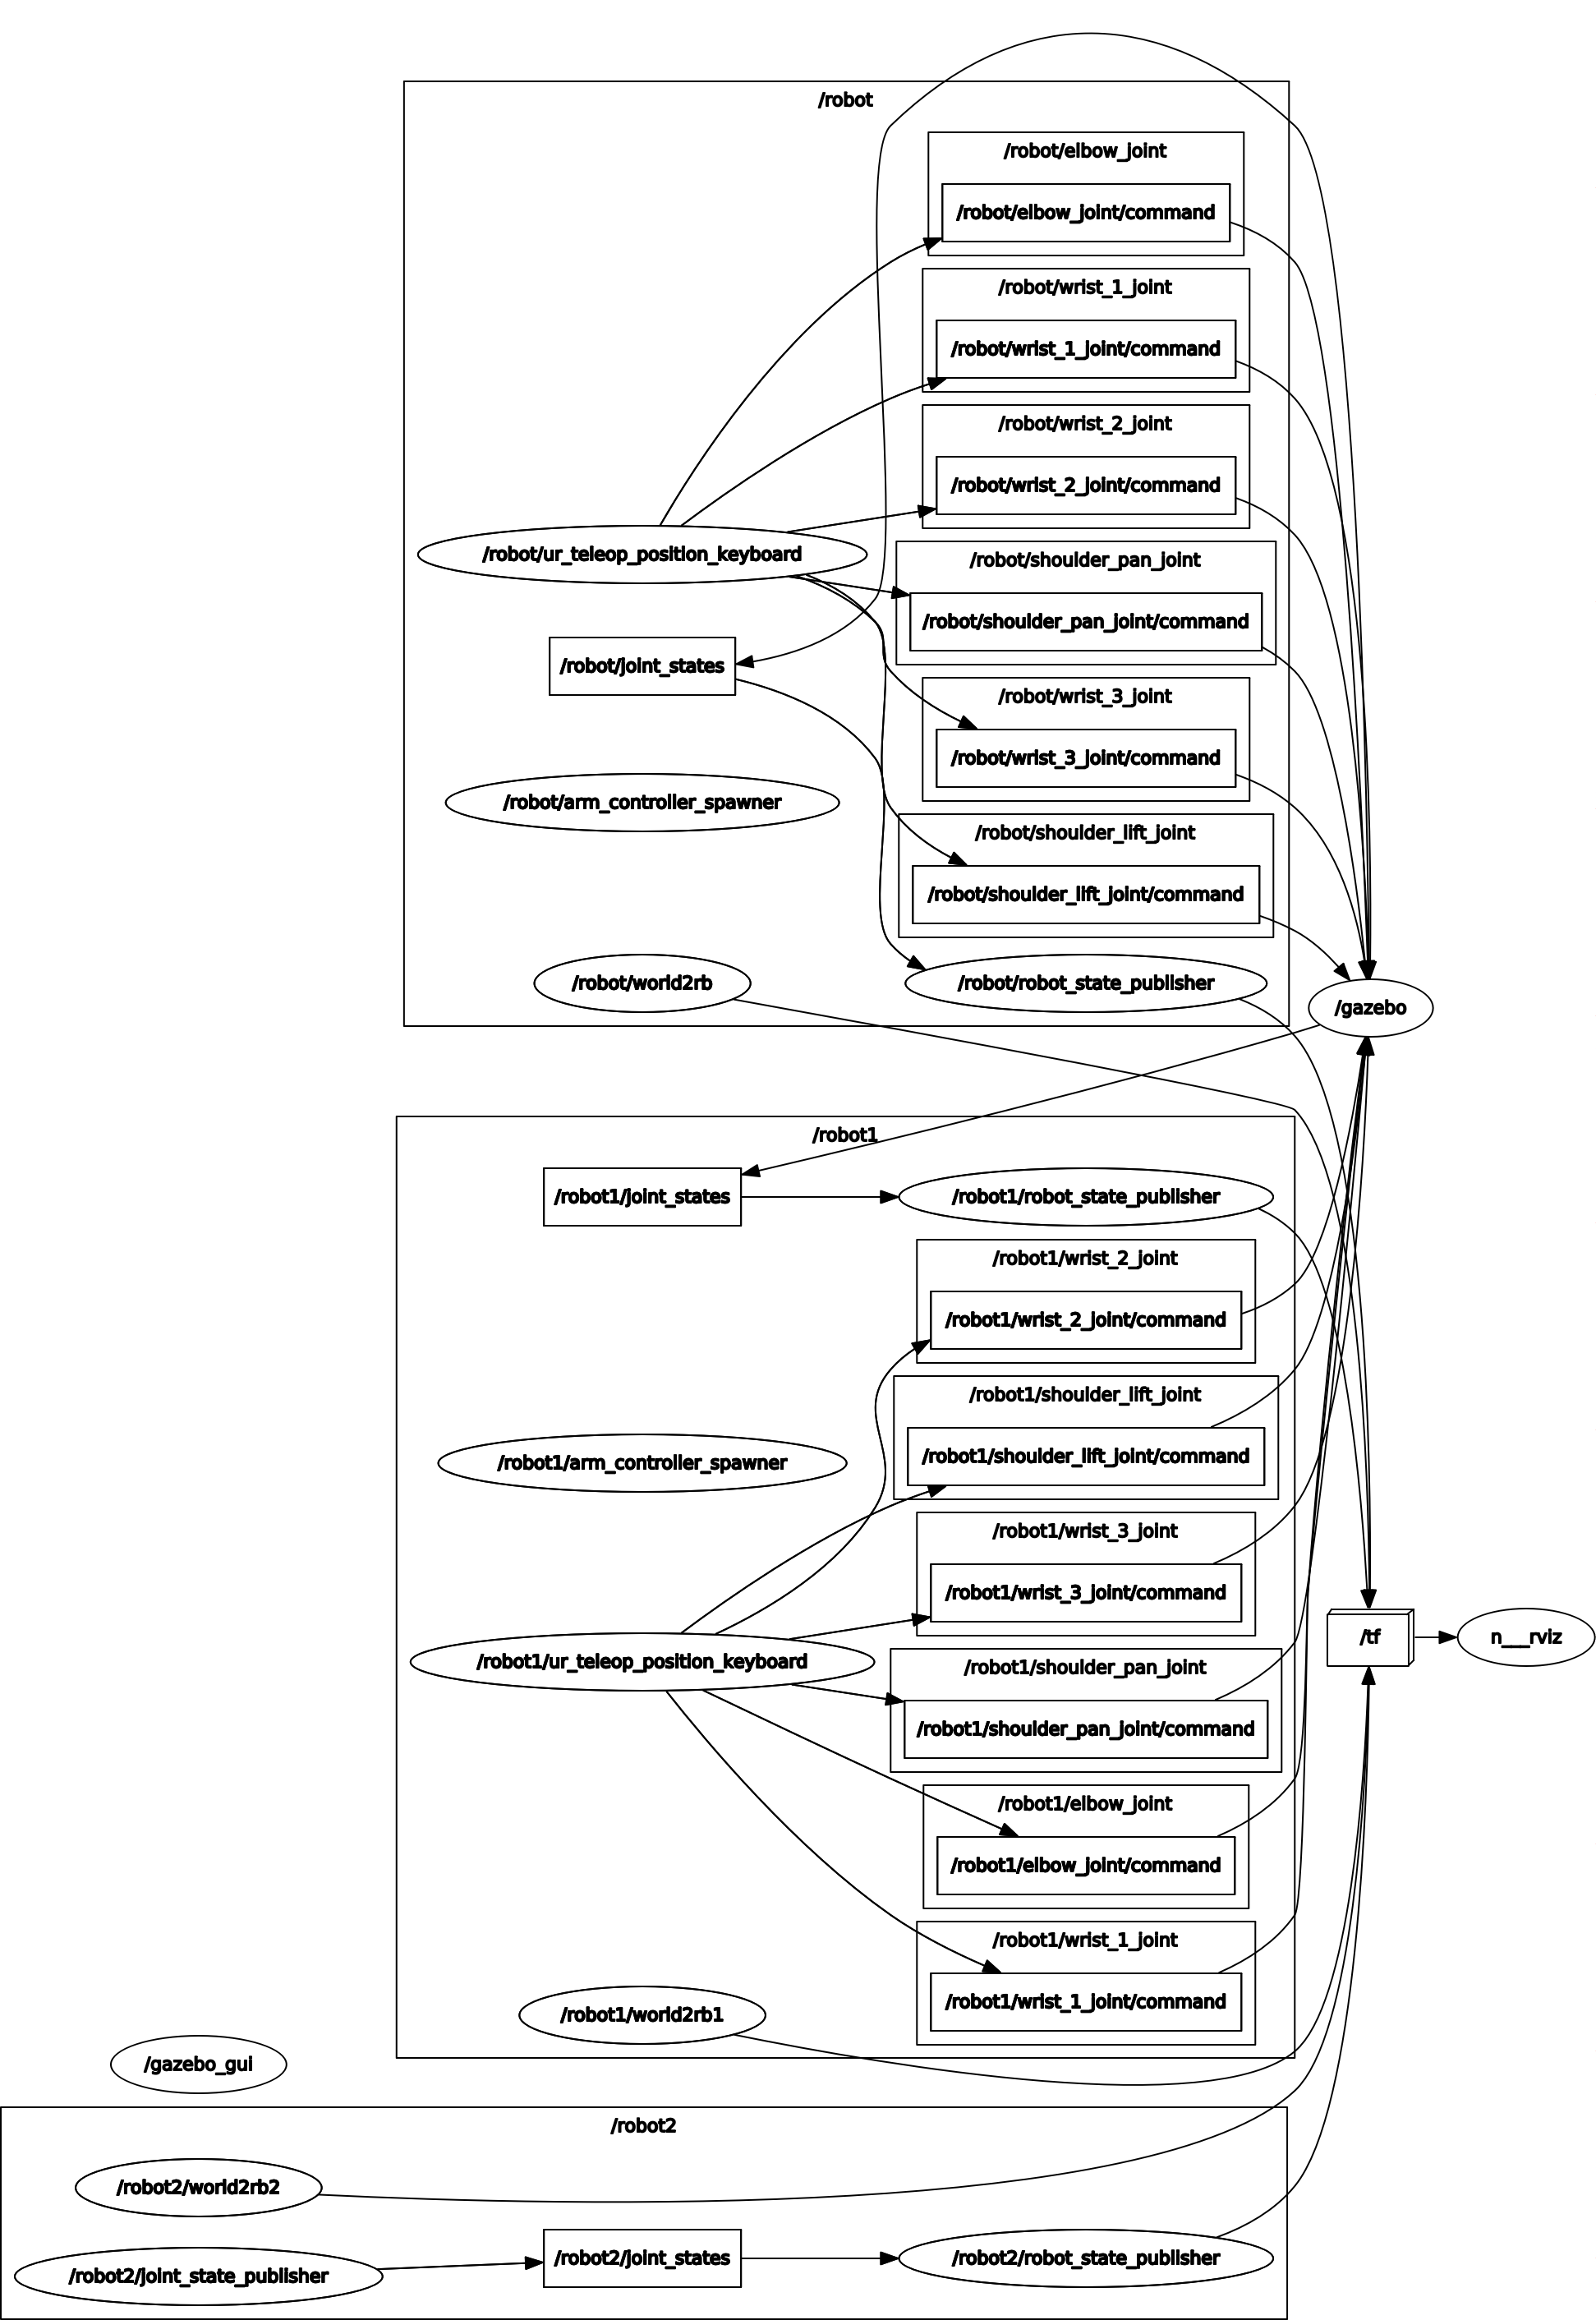 /robot
/robot/elbow_joint
/robot/elbow_joint/command
/robot/wrist_1_joint
/robot/wrist_1_joint/command
/robot/wrist_2_joint
/robot/wrist_2_joint/command
/robot/ur_teleop_position_keyboard
/robot/shoulder_pan_joint
/robot/shoulder_pan_joint/command
/robot/joint_states
/robot/wrist_3_joint
/robot/wrist_3_joint/command
/robot/arm_controller_spawner
/robot/shoulder_lift_joint
/robot/shoulder_lift_joint/command
/robot/world2rb
/robot/robot_state_publisher
/gazebo
/robot1
/robot1/joint_states
/robot1/robot_state_publisher
/robot1/wrist_2_joint
/robot1/wrist_2_joint/command
/robot1/shoulder_lift_joint
/robot1/shoulder_lift_joint/command
/robot1/arm_controller_spawner
/robot1/wrist_3_joint
/robot1/wrist_3_joint/command
/tf
n___rviz
/robot1/ur_teleop_position_keyboard
/robot1/shoulder_pan_joint
/robot1/shoulder_pan_joint/command
/robot1/elbow_joint
/robot1/elbow_joint/command
/robot1/wrist_1_joint
/robot1/wrist_1_joint/command
/robot1/world2rb1
/gazebo_gui
/robot2
/robot2/world2rb2
/robot2/joint_state_publisher
/robot2/joint_states
/robot2/robot_state_publisher